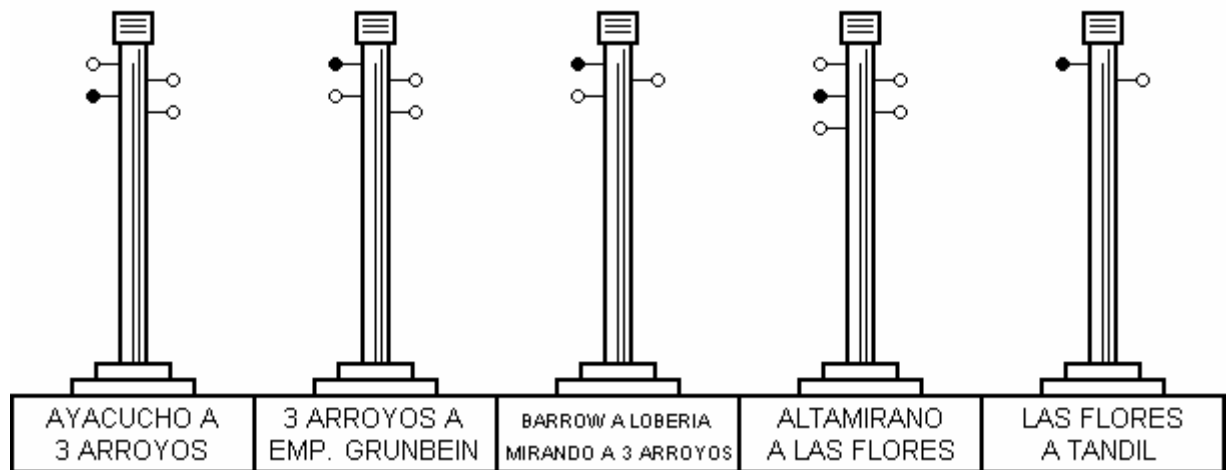 AYACUCHO A
3 ARROYOS
3 ARROYOS A
EMP. GRUNBEIN
BARROW A LOBERIA
MIRANDO A 3 ARROYOS
ALTAMIRANO
A LAS FLORES
LAS FLORES
A TANDIL